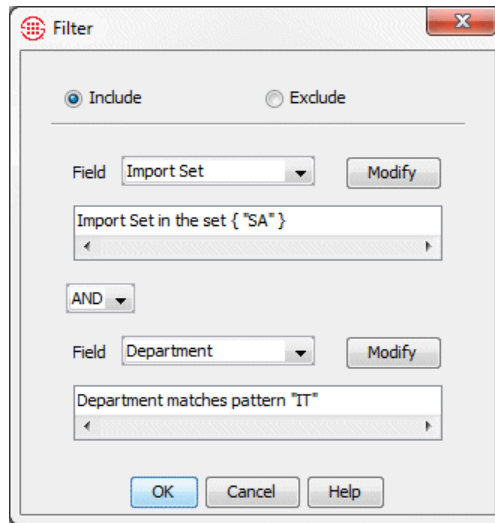 Filter
Include Exclude
Field Import Set Modify
Import Set in the set { "SA" }
AND
Field Department Modify
Department matches pattern "IT"
OK Cancel Help